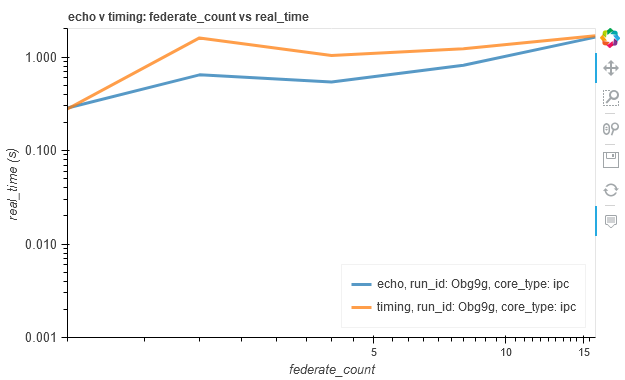 echo v timing: federate_count vs real_time
1.000
0.100
0.010
0.001
real_time (s)
echo, run_id: Obg9g, core_type: ipc
timing, run_id: Obg9g, core_type: ipc
5
10
15
federate_count